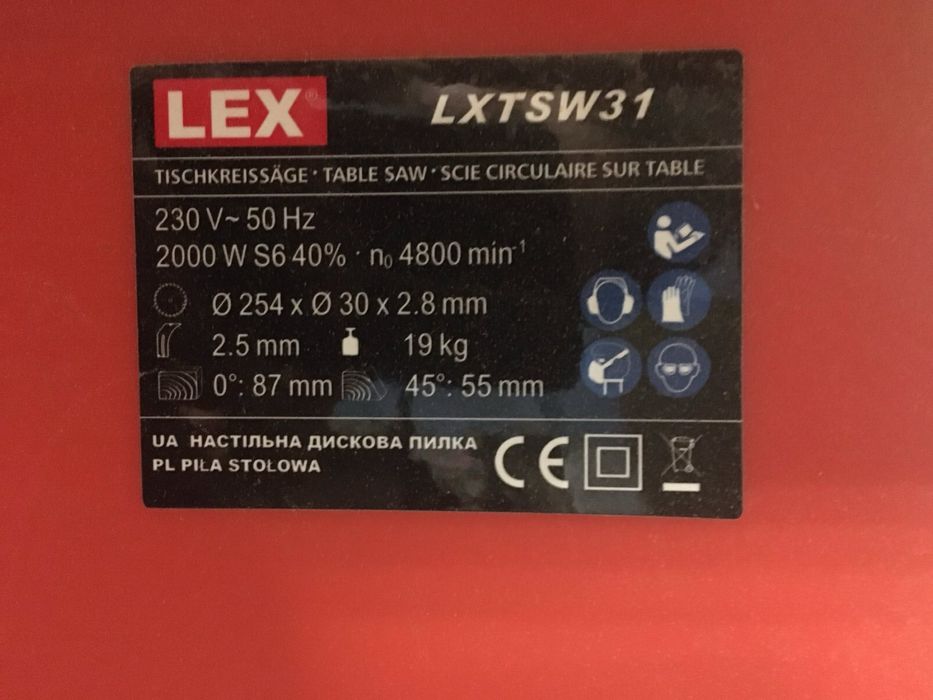 LEX® LXTSW31
TISCHKREISSÄGE · TABLE SAW · SCIE CIRCULAIRE SUR TABLE
230 V~ 50 Hz
2000 W S6 40% · n₀ 4800 min⁻¹
Ø 254 x Ø 30 x 2.8 mm
2.5 mm 19 kg
0°: 87 mm 45°: 55 mm
UA НАСТІЛЬНА ДИСКОВА ПИЛКА
PL PIŁA STOŁOWA
CE